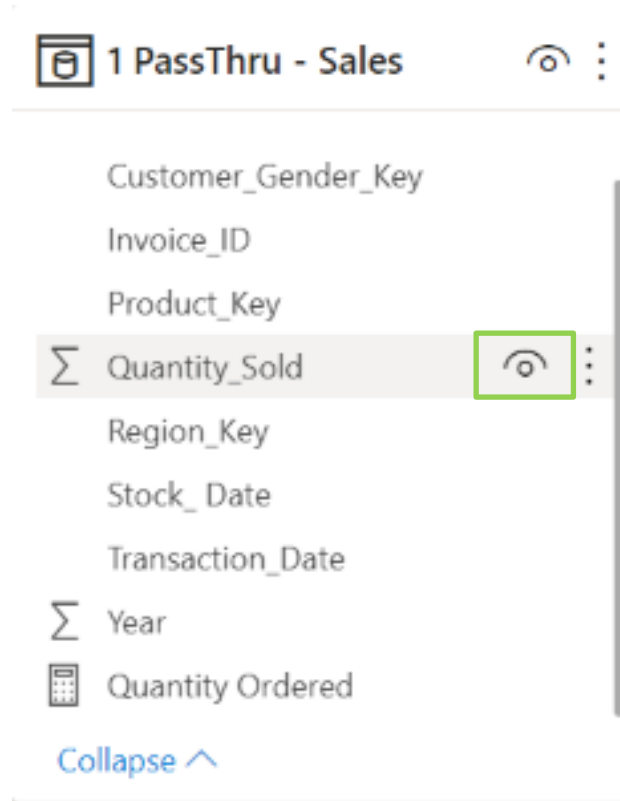 1 PassThru - Sales
Customer_Gender_Key
Invoice_ID
Product_Key
Quantity_Sold
Region_Key
Stock_ Date
Transaction_Date
Year
Quantity Ordered
Collapse